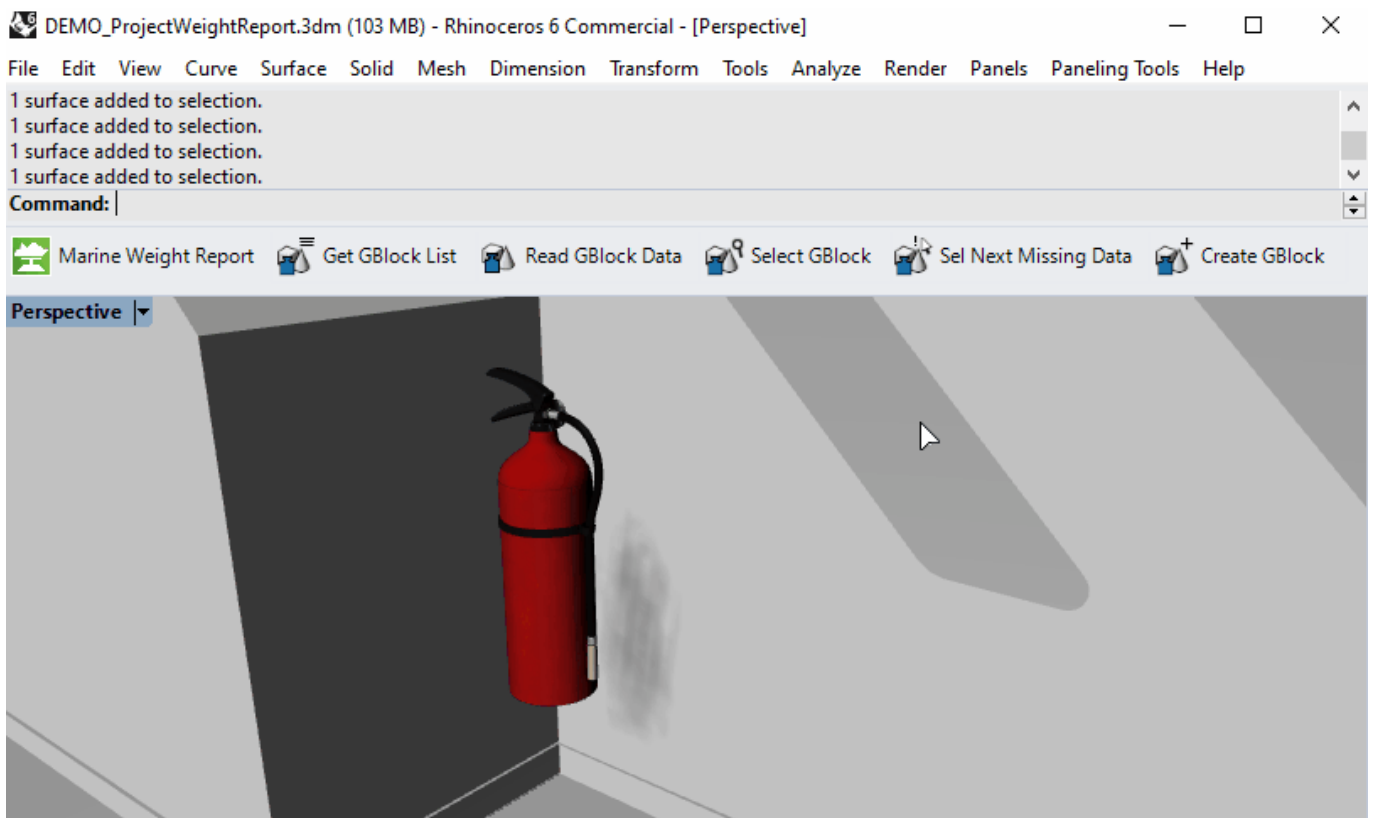 DEMO_ProjectWeightReport.3dm (103 MB) - Rhinoceros 6 Commercial - [Perspective]
File Edit View Curve Surface Solid Mesh Dimension Transform Tools Analyze Render Panels Paneling Tools Help
1 surface added to selection.
1 surface added to selection.
1 surface added to selection.
1 surface added to selection.
Command:
Marine Weight Report Get GBlock List Read GBlock Data Select GBlock Sel Next Missing Data Create GBlock
Perspective